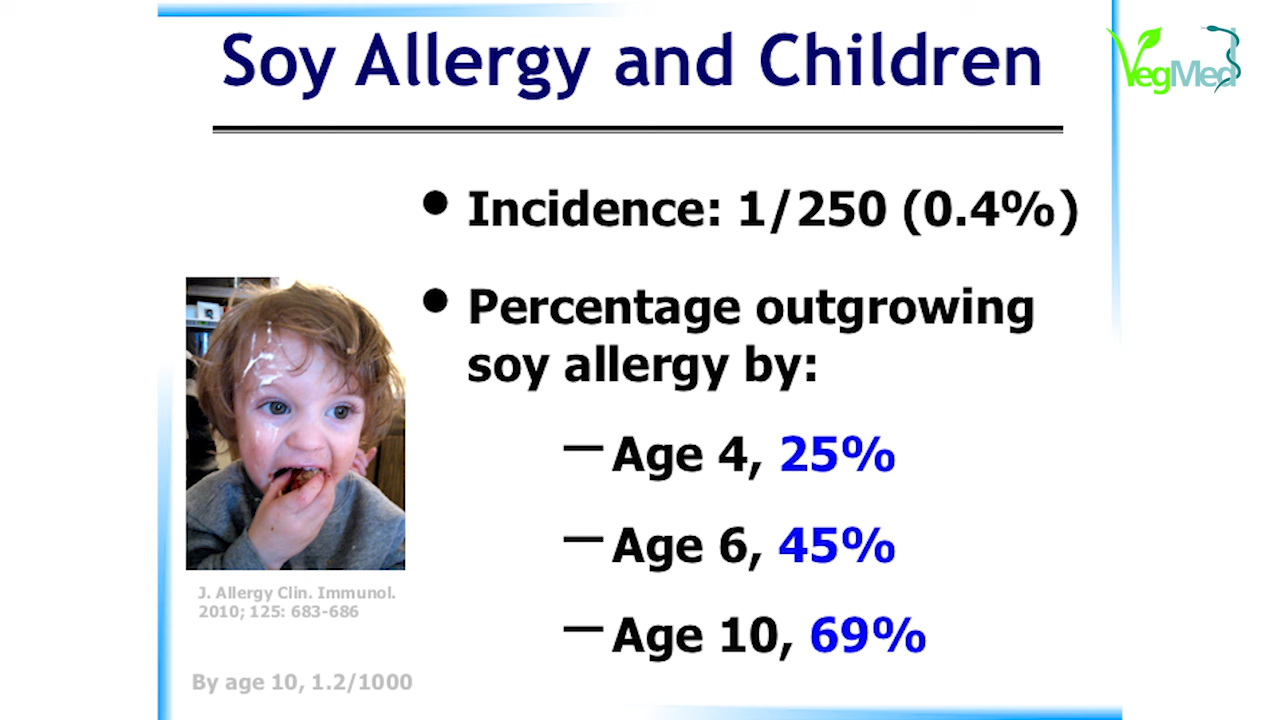 Soy Allergy and Children
VegMed
• Incidence: 1/250 (0.4%)
• Percentage outgrowing
soy allergy by:
– Age 4, 25%
– Age 6, 45%
– Age 10, 69%
J. Allergy Clin. Immunol.
2010; 125: 683-686
By age 10, 1.2/1000